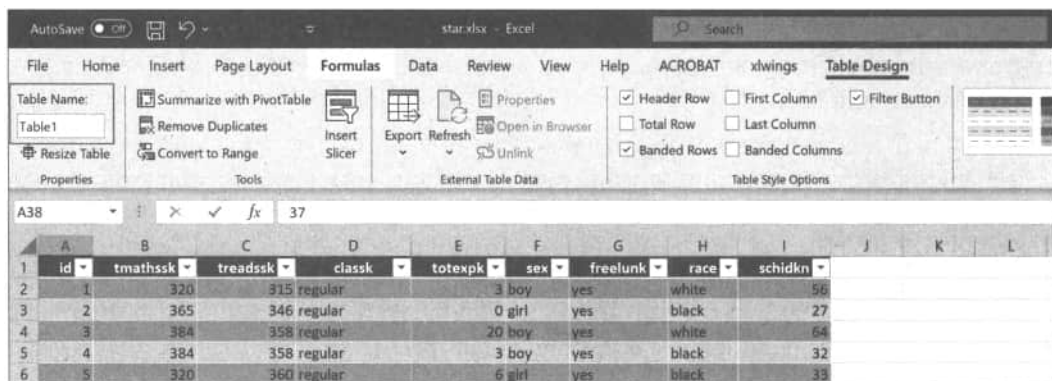 AutoSave Off star.xlsx - Excel Search
File Home Insert Page Layout Formulas Data Review View Help ACROBAT xlwings Table Design
Table Name:
Table1
Resize Table
Properties
Summarize with PivotTable
Remove Duplicates
Convert to Range
Insert
Slicer
Tools
Export Refresh
Properties
Open in Browser
Unlink
External Table Data
Header Row First Column Filter Button
Total Row Last Column
Banded Rows Banded Columns
Table Style Options
A38 fx 37
A B C D E F G H I J K L
1 id tmathssk treadssk classk totexpk sex freelunk race schidkn
2 1 320 315 regular 3 boy yes white 56
3 2 365 346 regular 0 girl yes black 27
4 3 384 358 regular 20 boy yes white 64
5 4 384 358 regular 3 boy yes black 32
6 5 320 360 regular 6 girl yes black 33